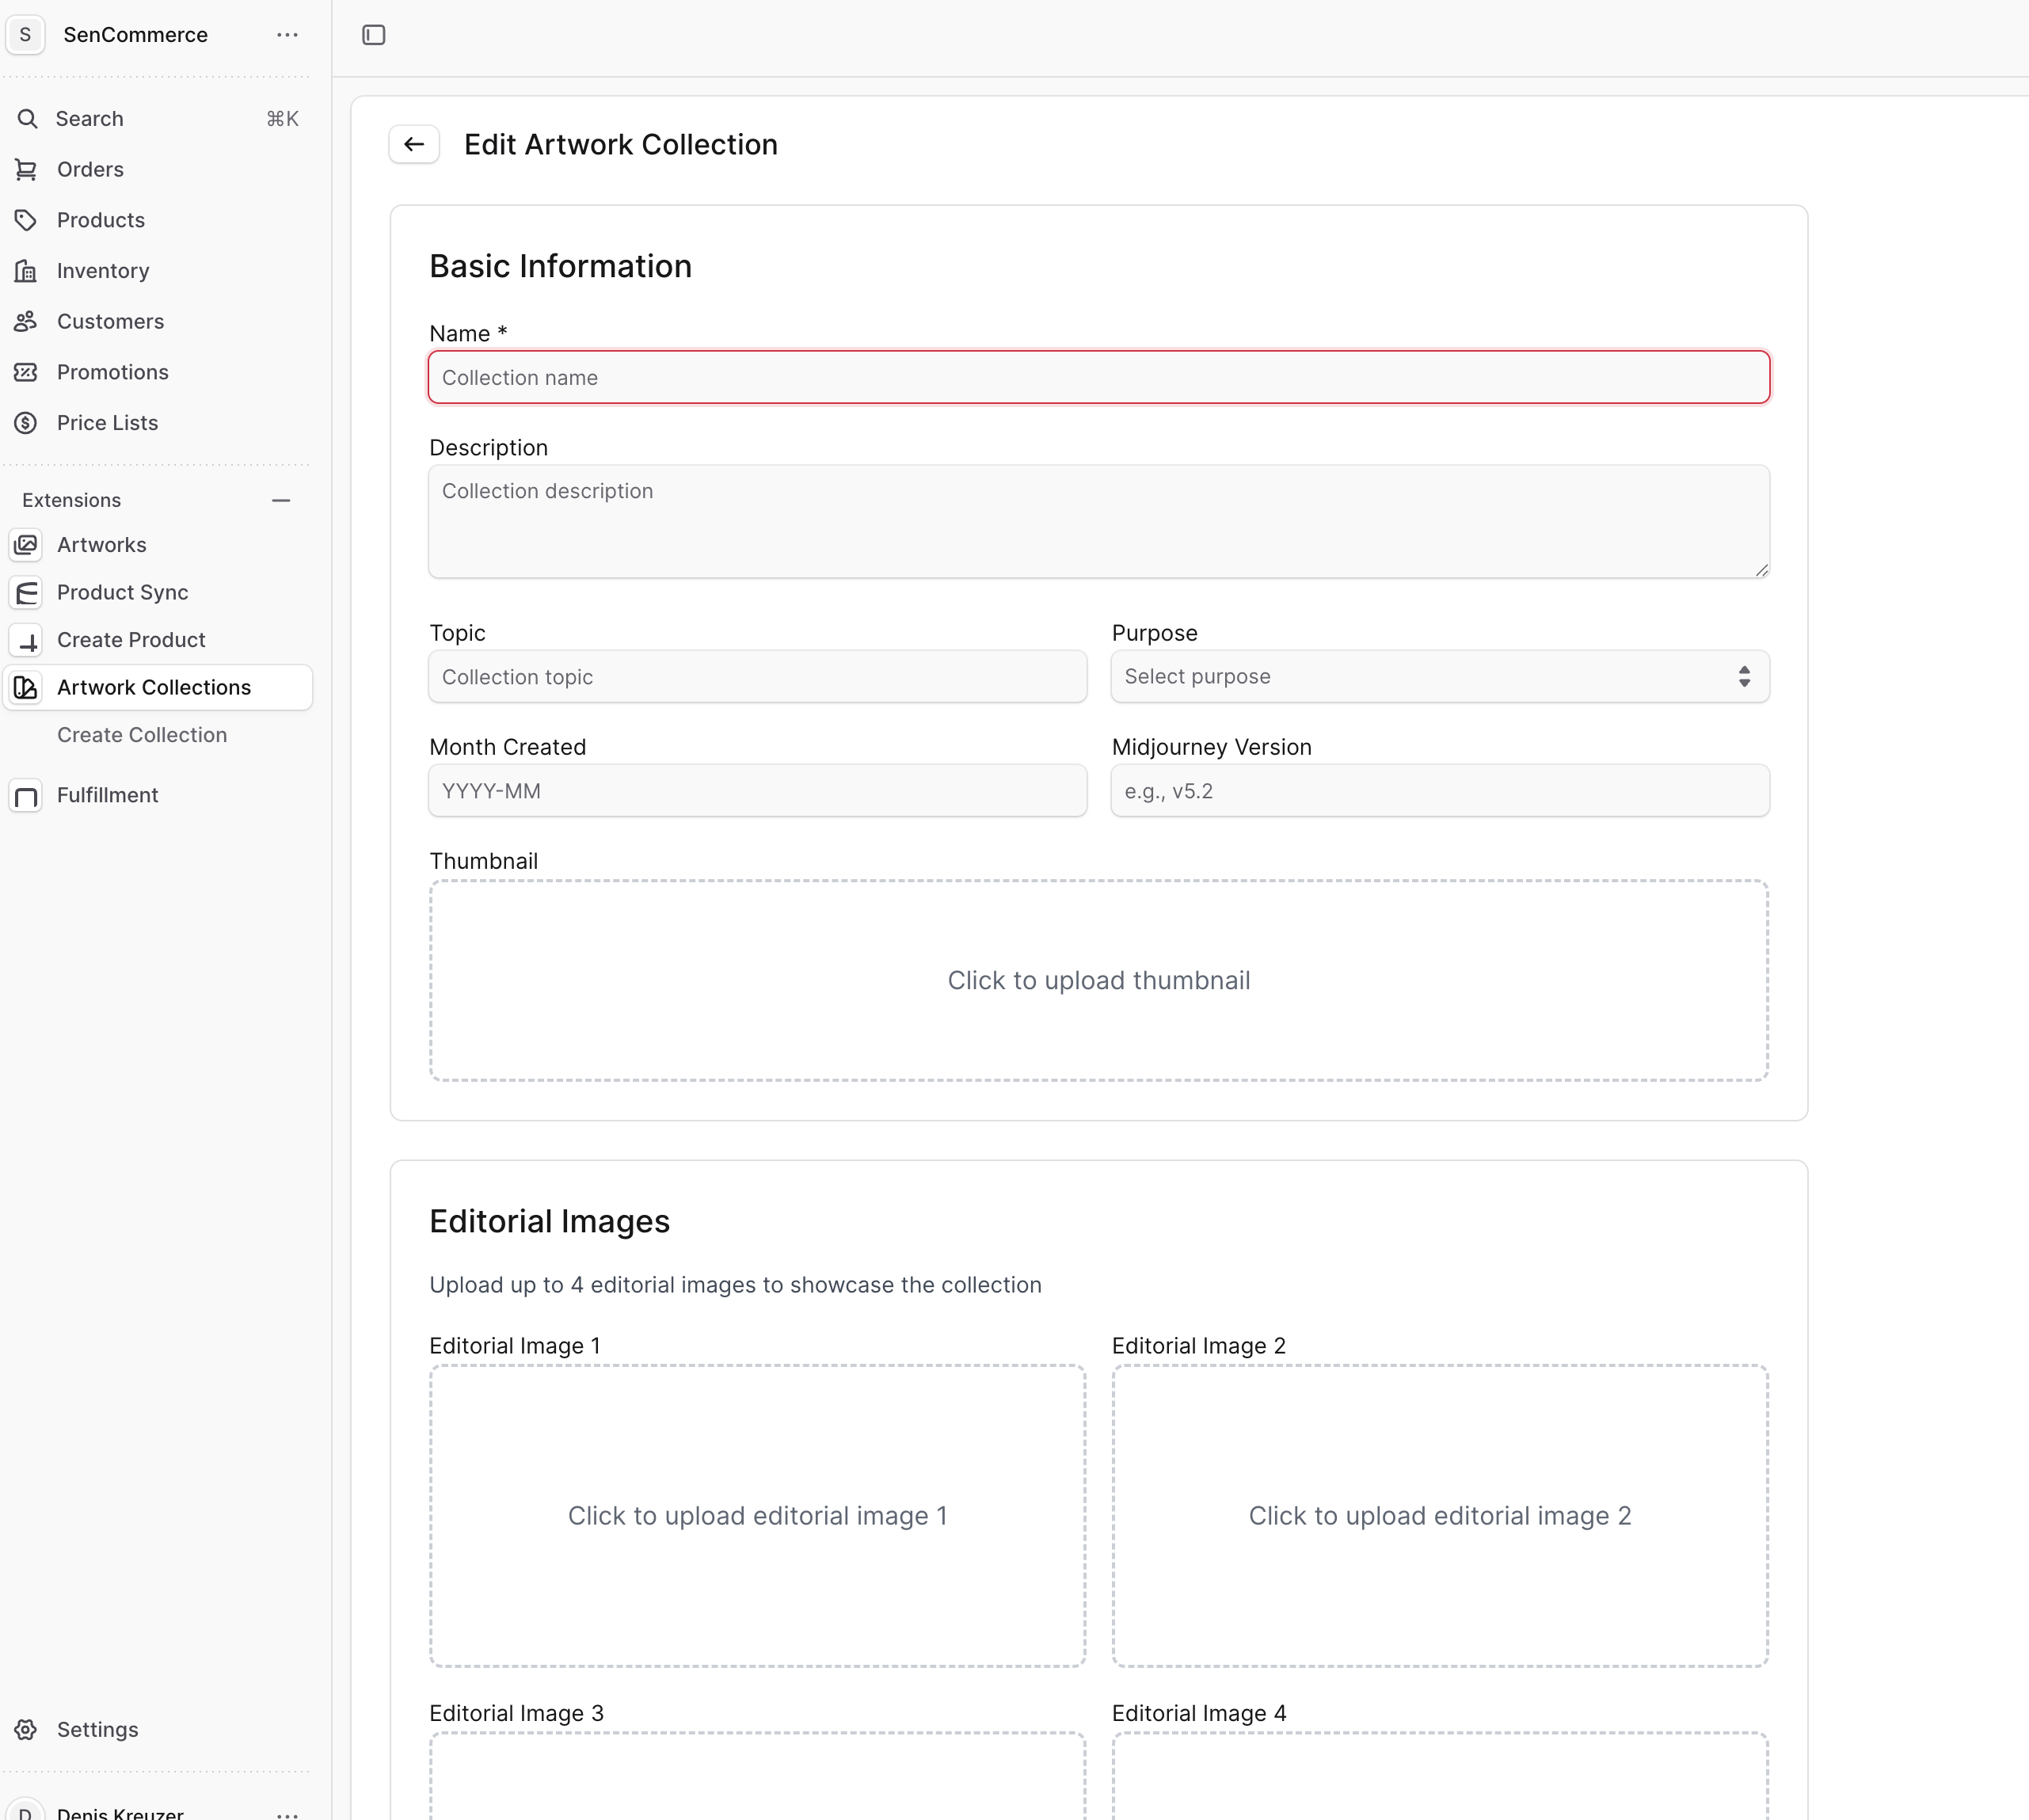 S
SenCommerce
Search ⌘K
Orders
Products
Inventory
Customers
Promotions
Price Lists
Extensions
Artworks
Product Sync
Create Product
Artwork Collections
Create Collection
Fulfillment
Settings
D
Denis Kreuzer
Edit Artwork Collection
Basic Information
Name *
Collection name
Description
Collection description
Topic
Collection topic
Purpose
Select purpose
Month Created
YYYY-MM
Midjourney Version
e.g., v5.2
Thumbnail
Click to upload thumbnail
Editorial Images
Upload up to 4 editorial images to showcase the collection
Editorial Image 1
Click to upload editorial image 1
Editorial Image 2
Click to upload editorial image 2
Editorial Image 3
Editorial Image 4